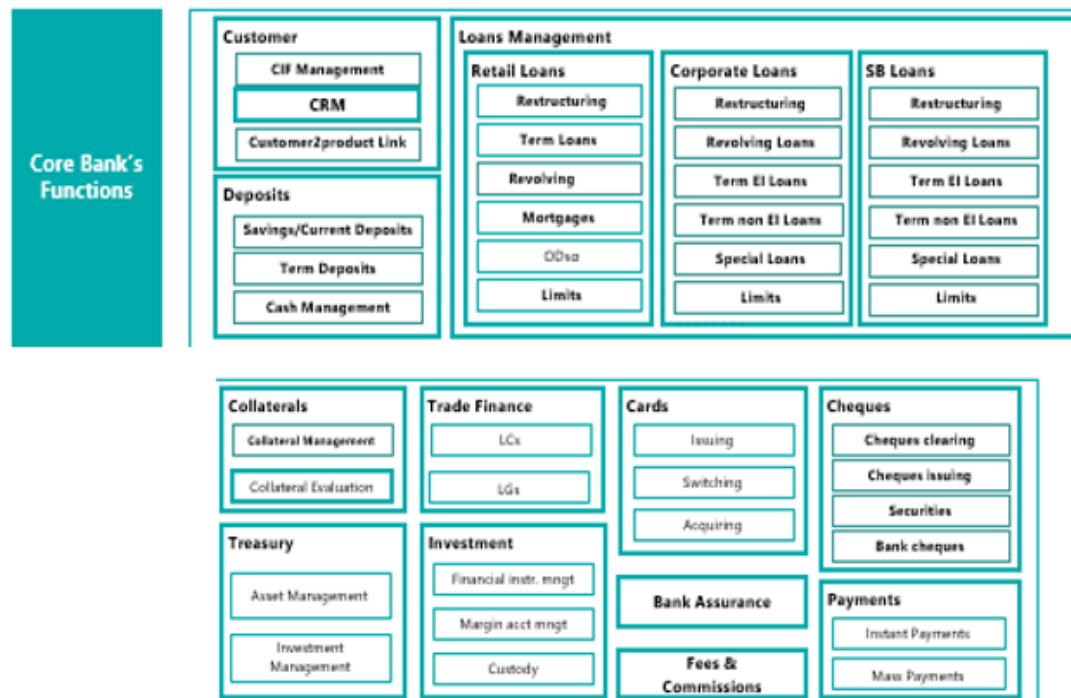 Core Bank's
Functions
Customer
CIF Management
CRM
Customer2product Link
Deposits
Savings/Current Deposits
Term Deposits
Cash Management
Loans Management
Retail Loans
Restructuring
Term Loans
Revolving
Mortgages
ODsα
Limits
Corporate Loans
Restructuring
Revolving Loans
Term EI Loans
Term non EI Loans
Special Loans
Limits
SB Loans
Restructuring
Revolving Loans
Term EI Loans
Term non EI Loans
Special Loans
Limits
Collaterals
Collateral Management
Collateral Evaluation
Trade Finance
LCs
LGs
Cards
Issuing
Switching
Acquiring
Cheques
Cheques clearing
Cheques issuing
Securities
Bank cheques
Treasury
Asset Management
Investment
Management
Investment
Financial instr. mngt
Margin acct mngt
Custody
Bank Assurance
Fees &
Commissions
Payments
Instant Payments
Mass Payments